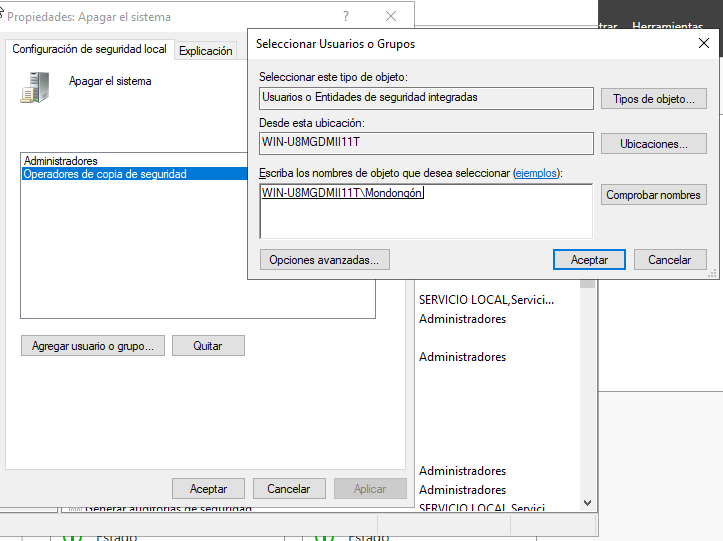 Propiedades: Apagar el sistema
Configuración de seguridad local
Explicación
Apagar el sistema
Administradores
Operadores de copia de seguridad
Agregar usuario o grupo...
Quitar
Aceptar
Cancelar
Aplicar
Herramientas
Seleccionar Usuarios o Grupos
Seleccionar este tipo de objeto:
Usuarios o Entidades de seguridad integradas
Tipos de objeto...
Desde esta ubicación:
WIN-U8MGDMII11T
Ubicaciones...
Escriba los nombres de objeto que desea seleccionar (ejemplos):
WIN-U8MGDMII11T\Mondongón
Comprobar nombres
Opciones avanzadas...
Aceptar
Cancelar
SERVICIO LOCAL,Servici...
Administradores
Administradores
Administradores
Administradores
Generar auditorías de seguridad
SERVICIO LOCAL,Servici
Estado
Estado